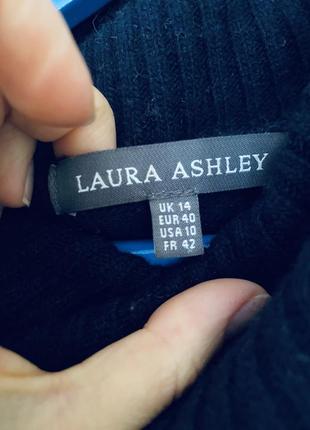 LAURA ASHLEY
UK 14
EUR 40
USA 10
FR 42